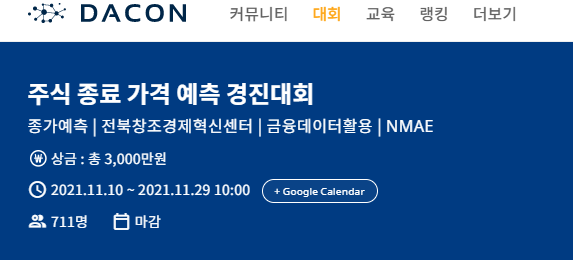 DACON 커뮤니티 대회 교육 랭킹 더보기
주식 종료 가격 예측 경진대회
종가예측 | 전북창조경제혁신센터 | 금융데이터활용 | NMAE
₩ 상금 : 총 3,000만원
2021.11.10 ~ 2021.11.29 10:00 + Google Calendar
711명 마감